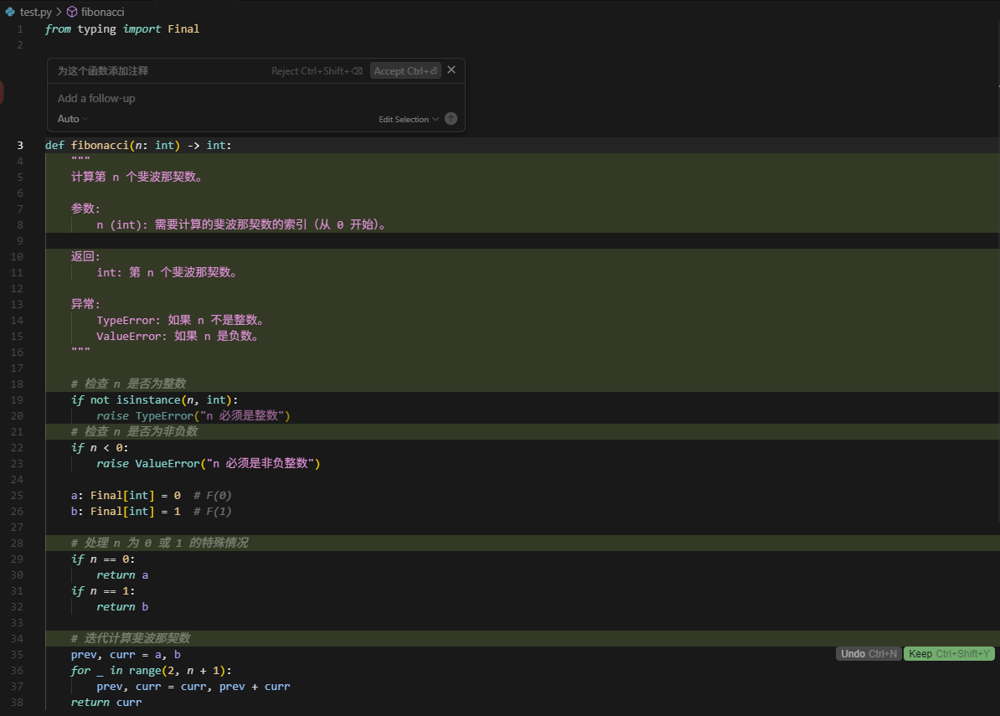 test.py > fibonacci
1 from typing import Final
2
为这个函数添加注释 Reject Ctrl+Shift+⌫ Accept Ctrl+⏎ ✕
Add a follow-up
Auto Edit Selection
3 def fibonacci(n: int) -> int:
4     """
5     计算第 n 个斐波那契数。
6
7     参数:
8         n (int): 需要计算的斐波那契数的索引（从 0 开始）。
9
10     返回:
11         int: 第 n 个斐波那契数。
12
13     异常:
14         TypeError: 如果 n 不是整数。
15         ValueError: 如果 n 是负数。
16     """
17
18     # 检查 n 是否为整数
19     if not isinstance(n, int):
20         raise TypeError("n 必须是整数")
21     # 检查 n 是否为非负数
22     if n < 0:
23         raise ValueError("n 必须是非负整数")
24
25     a: Final[int] = 0  # F(0)
26     b: Final[int] = 1  # F(1)
27
28     # 处理 n 为 0 或 1 的特殊情况
29     if n == 0:
30         return a
31     if n == 1:
32         return b
33
34     # 迭代计算斐波那契数
35     prev, curr = a, b
Undo Ctrl+N Keep Ctrl+Shift+Y
36     for _ in range(2, n + 1):
37         prev, curr = curr, prev + curr
38     return curr